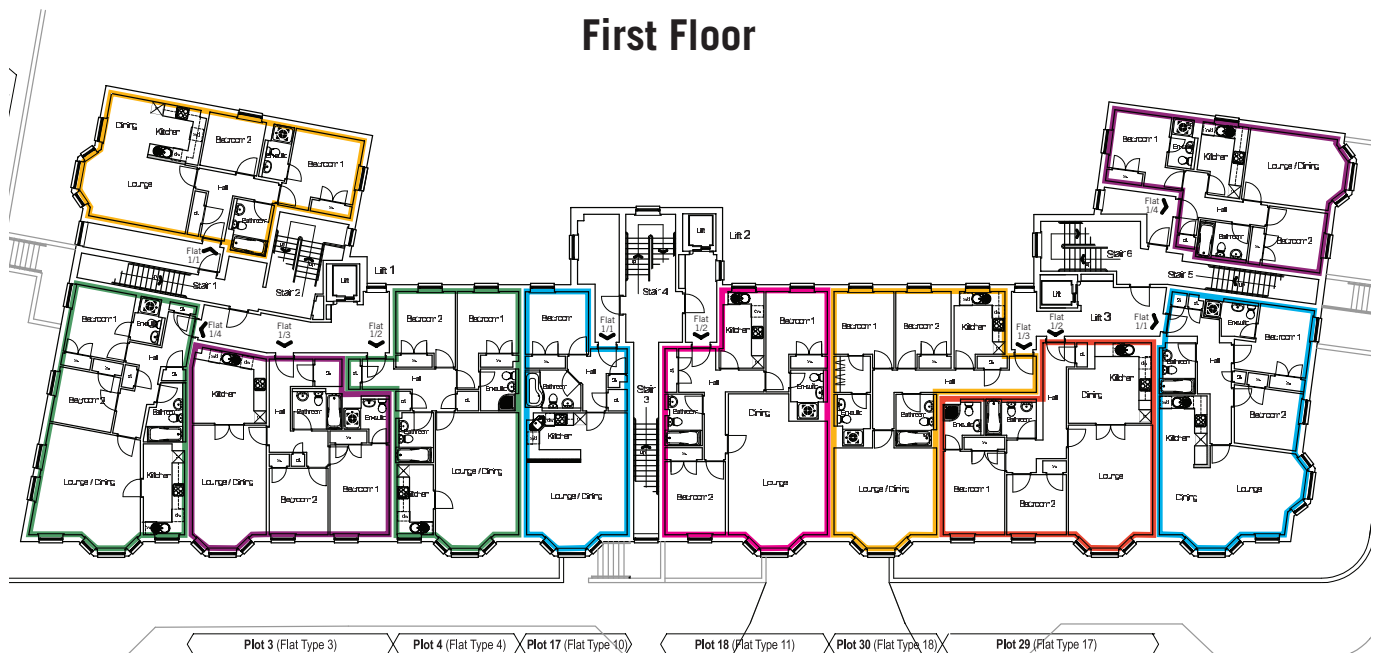 First Floor
Dining
Kitchen
Bedroom 2
Ensuite
Bedroom 1
Lounge
Hall
Bathroom
Flat
1/1
Stair 1
Stair 2
Lift
Lift 1
Bedroom 1
Ensuite
Hall
Bedroom 2
Bathroom
Kitchen
Lounge / Dining
Flat
1/4
Flat
1/3
Flat
1/2
Kitchen
Hall
Bathroom
Ensuite
Lounge / Dining
Bedroom 2
Bedroom 1
Bedroom 2
Bedroom 1
Hall
Ensuite
Bathroom
Kitchen
Lounge / Dining
Bedroom
Flat
1/1
Hall
Bathroom
Kitchen
Lounge / Dining
Stair 4
Stair
3
Lift
Lift 2
Flat
1/2
Kitchen
Bedroom 1
Hall
Ensuite
Bathroom
Dining
Bedroom 2
Lounge
Bedroom 1
Bedroom 2
Kitchen
Hall
Ensuite
Bathroom
Lounge / Dining
Flat
1/3
Flat
1/2
Flat
1/1
Lift
Lift 3
Kitchen
Dining
Hall
Ensuite
Bathroom
Bedroom 1
Bedroom 2
Lounge
Bedroom 1
Ensuite
Kitchen
Lounge / Dining
Flat
1/4
Hall
Bathroom
Bedroom 2
Stair 6
Stair 5
Ensuite
Bedroom 1
Hall
Bathroom
Kitchen
Bedroom 2
Dining
Lounge
Plot 3 (Flat Type 3)
Plot 4 (Flat Type 4)
Plot 17 (Flat Type 10)
Plot 18 (Flat Type 11)
Plot 30 (Flat Type 18)
Plot 29 (Flat Type 17)